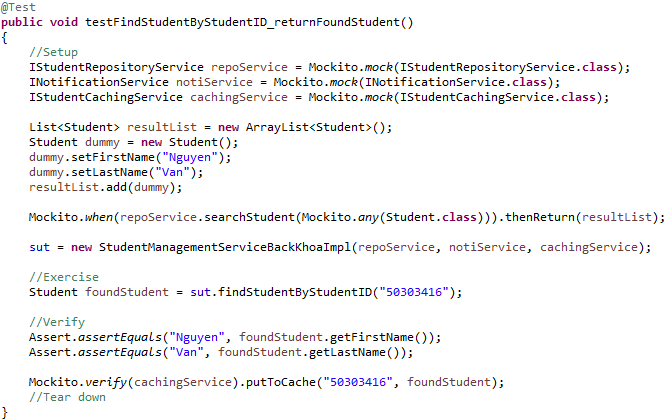 @Test
public void testFindStudentByStudentID_returnFoundStudent()
{
//Setup
IStudentRepositoryService repoService = Mockito.mock(IStudentRepositoryService.class);
INotificationService notiService = Mockito.mock(INotificationService.class);
IStudentCachingService cachingService = Mockito.mock(IStudentCachingService.class);
List<Student> resultList = new ArrayList<Student>();
Student dummy = new Student();
dummy.setFirstName("Nguyen");
dummy.setLastName("Van");
resultList.add(dummy);
Mockito.when(repoService.searchStudent(Mockito.any(Student.class))).thenReturn(resultList);
sut = new StudentManagementServiceBackKhoaImpl(repoService, notiService, cachingService);
//Exercise
Student foundStudent = sut.findStudentByStudentID("50303416");
//Verify
Assert.assertEquals("Nguyen", foundStudent.getFirstName());
Assert.assertEquals("Van", foundStudent.getLastName());
Mockito.verify(cachingService).putToCache("50303416", foundStudent);
//Tear down
}